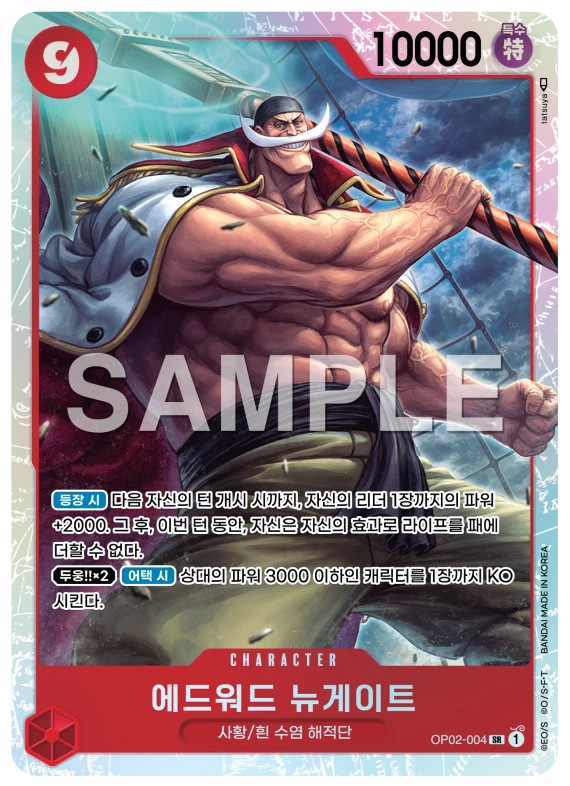 9
10000
특수
特
tatsuya
SAMPLE
등장 시 다음 자신의 턴 개시 시까지, 자신의 리더 1장까지의 파워
+2000. 그 후, 이번 턴 동안, 자신은 자신의 효과로 라이프를 패에
더할 수 없다.
두웅!!×2 어택 시 상대의 파워 3000 이하인 캐릭터를 1장까지 KO
시킨다.
CHARACTER
에드워드 뉴게이트
사황/흰 수염 해적단
OP02-004 SR 1
©EO/S ©O/S·F·T BANDAI MADE IN KOREA